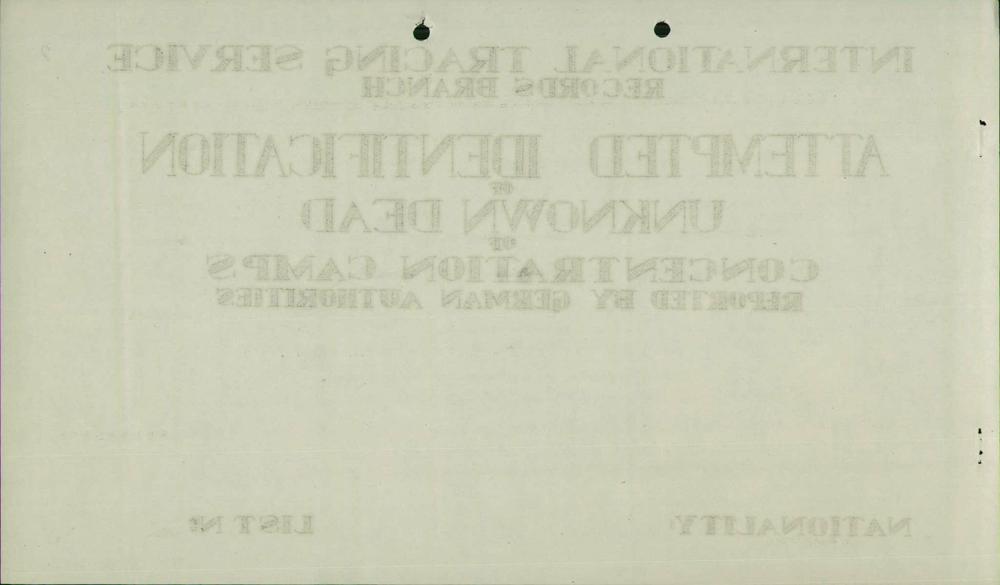 INTERNATIONAL TRACING SERVICE
RECORDS BRANCH
ATTEMPTED IDENTIFICATION
OF
UNKNOWN DEAD
OF
CONCENTRATION CAMPS
REPORTED BY GERMAN AUTHORITIES
NATIONALITY: LIST Nº